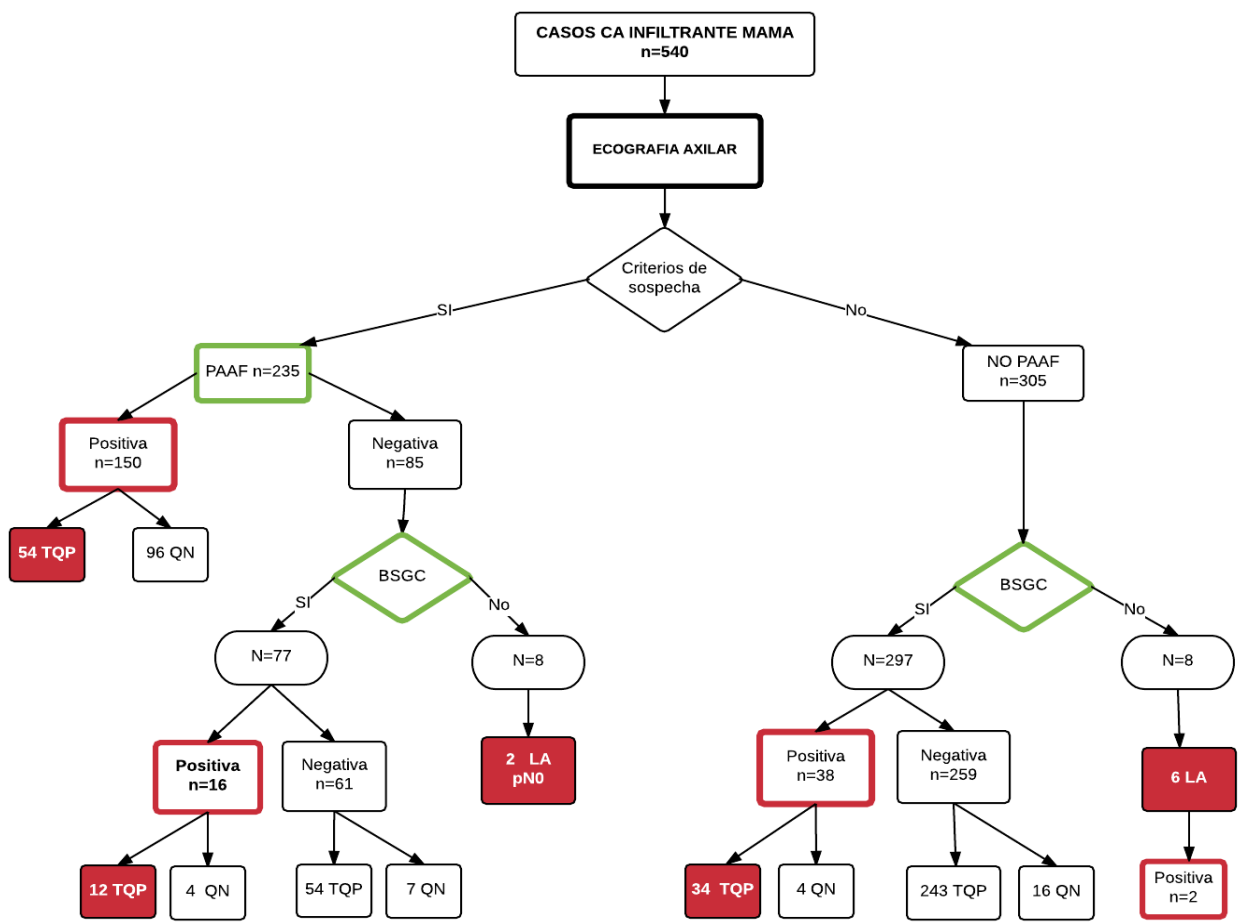 CASOS CA INFILTRANTE MAMA
n=540
ECOGRAFIA AXILAR
Criterios de
sospecha
SI
No
PAAF n=235
NO PAAF
n=305
Positiva
n=150
Negativa
n=85
54 TQP
96 QN
BSGC
BSGC
SI
No
SI
No
N=77
N=8
N=297
N=8
Positiva
n=16
Negativa
n=61
2 LA
pN0
Positiva
n=38
Negativa
n=259
6 LA
12 TQP
4 QN
54 TQP
7 QN
34 TQP
4 QN
243 TQP
16 QN
Positiva
n=2